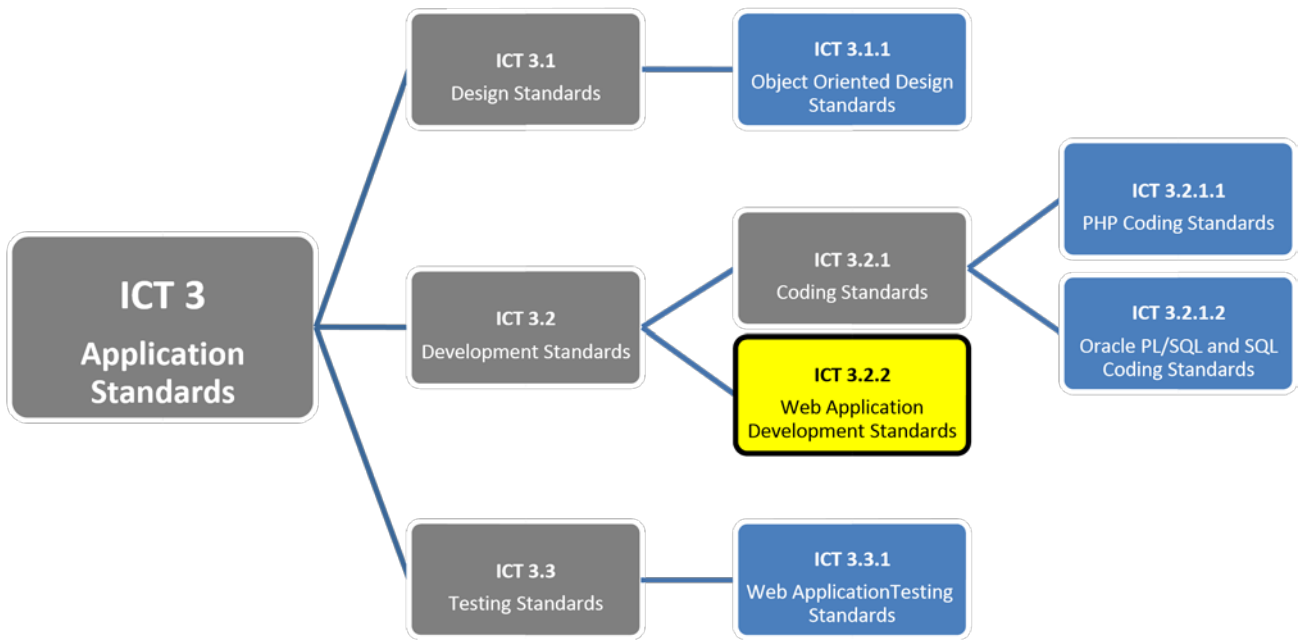 ICT 3.1
Design Standards
ICT 3.1.1
Object Oriented Design
Standards
ICT 3.2.1.1
PHP Coding Standards
ICT 3
Application
Standards
ICT 3.2
Development Standards
ICT 3.2.1
Coding Standards
ICT 3.2.1.2
Oracle PL/SQL and SQL
Coding Standards
ICT 3.2.2
Web Application
Development Standards
ICT 3.3
Testing Standards
ICT 3.3.1
Web ApplicationTesting
Standards